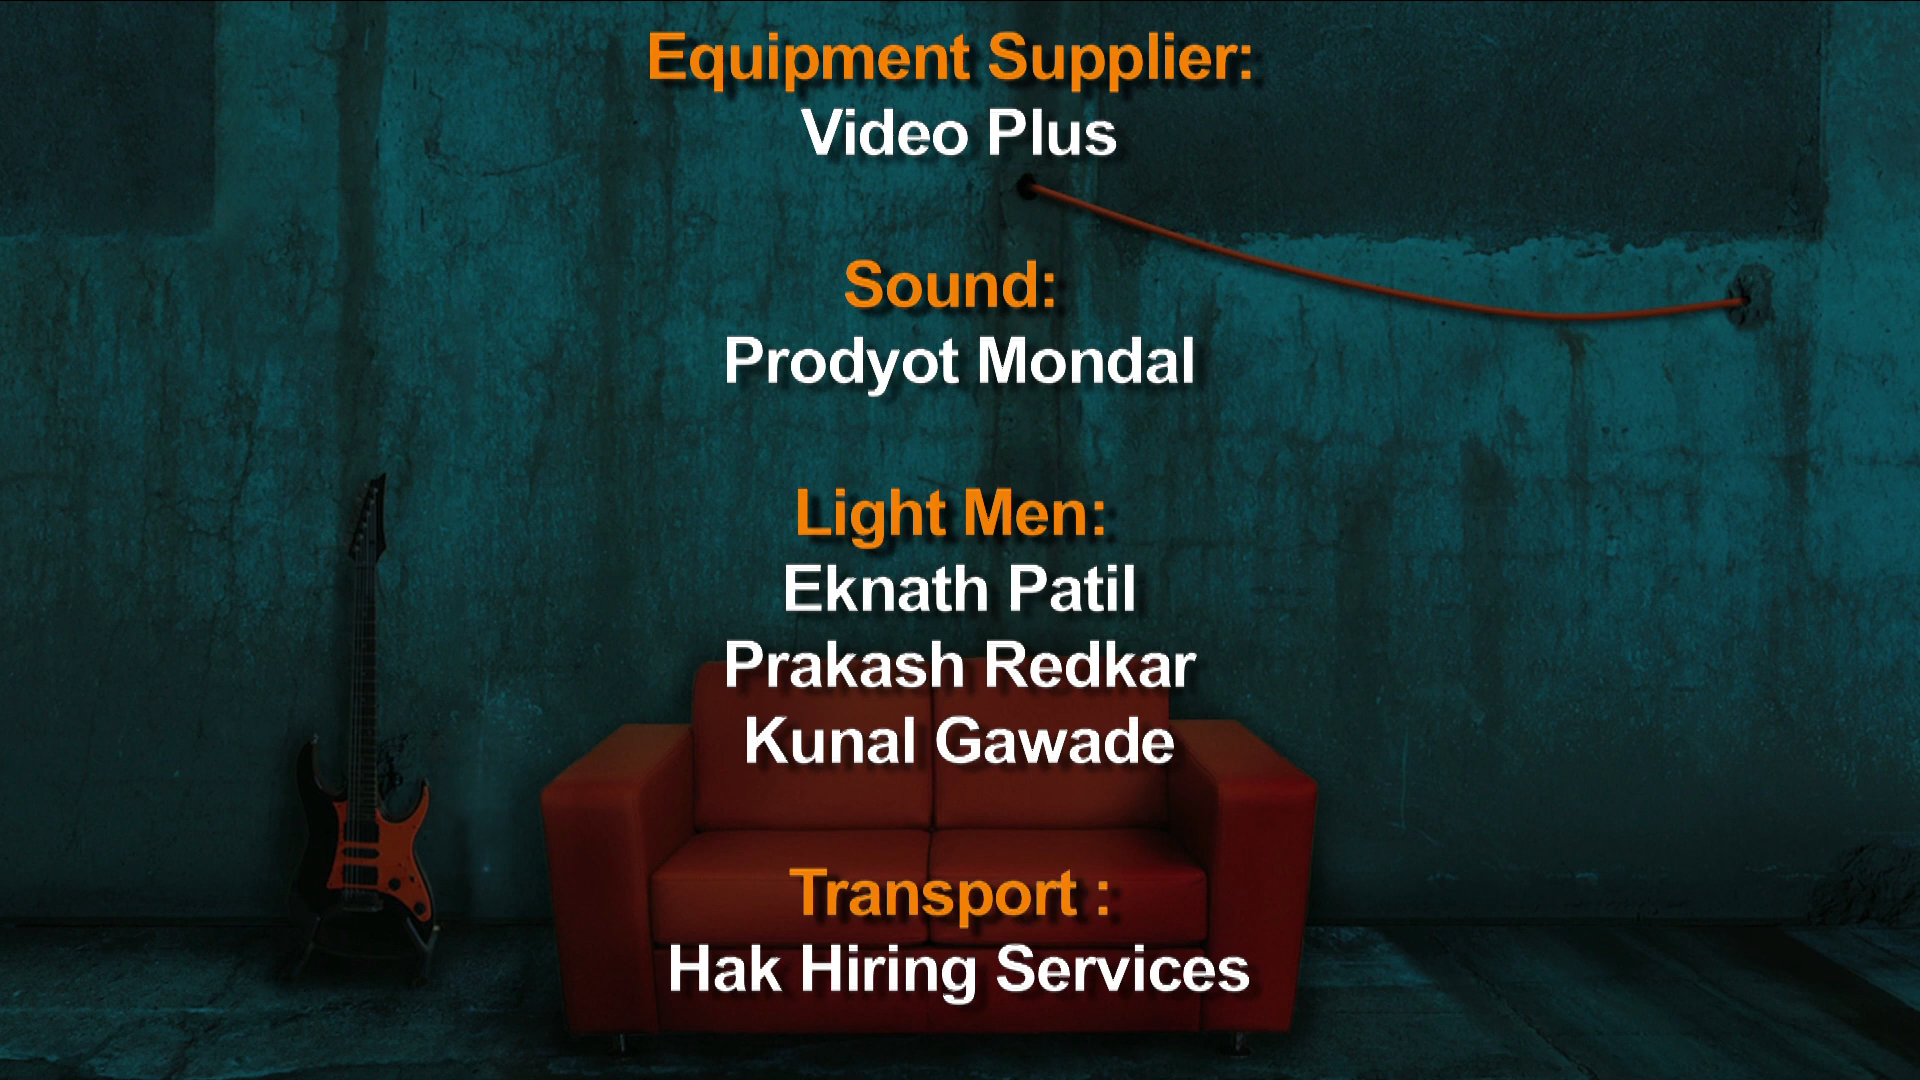 Equipment Supplier:
Video Plus
Sound:
Prodyot Mondal
Light Men:
Eknath Patil
Prakash Redkar
Kunal Gawade
Transport :
Hak Hiring Services